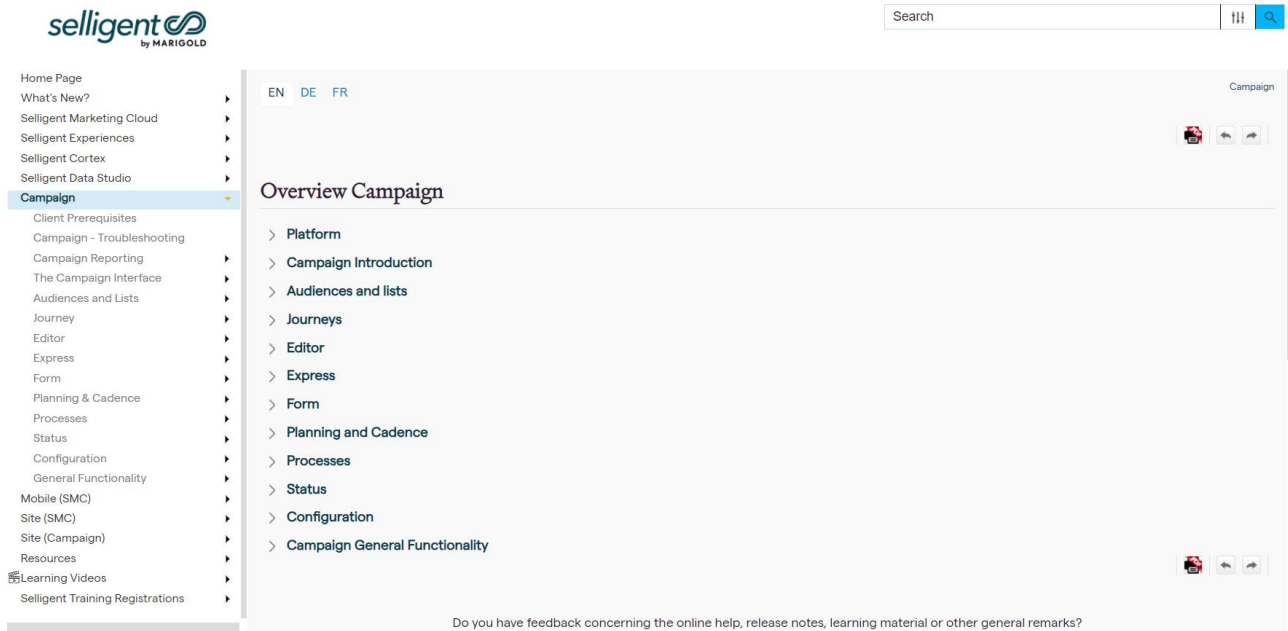 selligent
by MARIGOLD
Search
Home Page
What's New?
Selligent Marketing Cloud
Selligent Experiences
Selligent Cortex
Selligent Data Studio
Campaign
Client Prerequisites
Campaign - Troubleshooting
Campaign Reporting
The Campaign Interface
Audiences and Lists
Journey
Editor
Express
Form
Planning & Cadence
Processes
Status
Configuration
General Functionality
Mobile (SMC)
Site (SMC)
Site (Campaign)
Resources
Learning Videos
Selligent Training Registrations
EN DE FR
Campaign
Overview Campaign
Platform
Campaign Introduction
Audiences and lists
Journeys
Editor
Express
Form
Planning and Cadence
Processes
Status
Configuration
Campaign General Functionality
Do you have feedback concerning the online help, release notes, learning material or other general remarks?